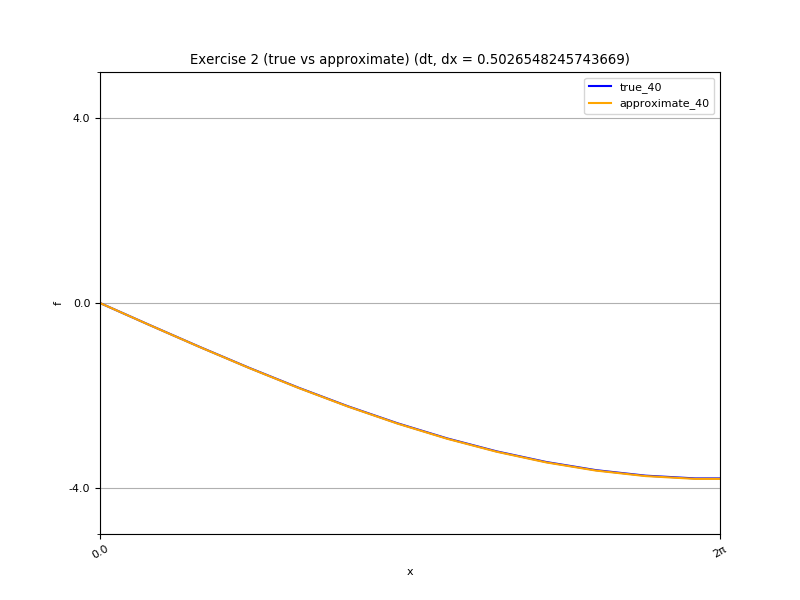 Exercise 2 (true vs approximate) (dt, dx = 0.5026548245743669)
true_40
approximate_40
4.0
0.0
-4.0
f
0.0
2π
x